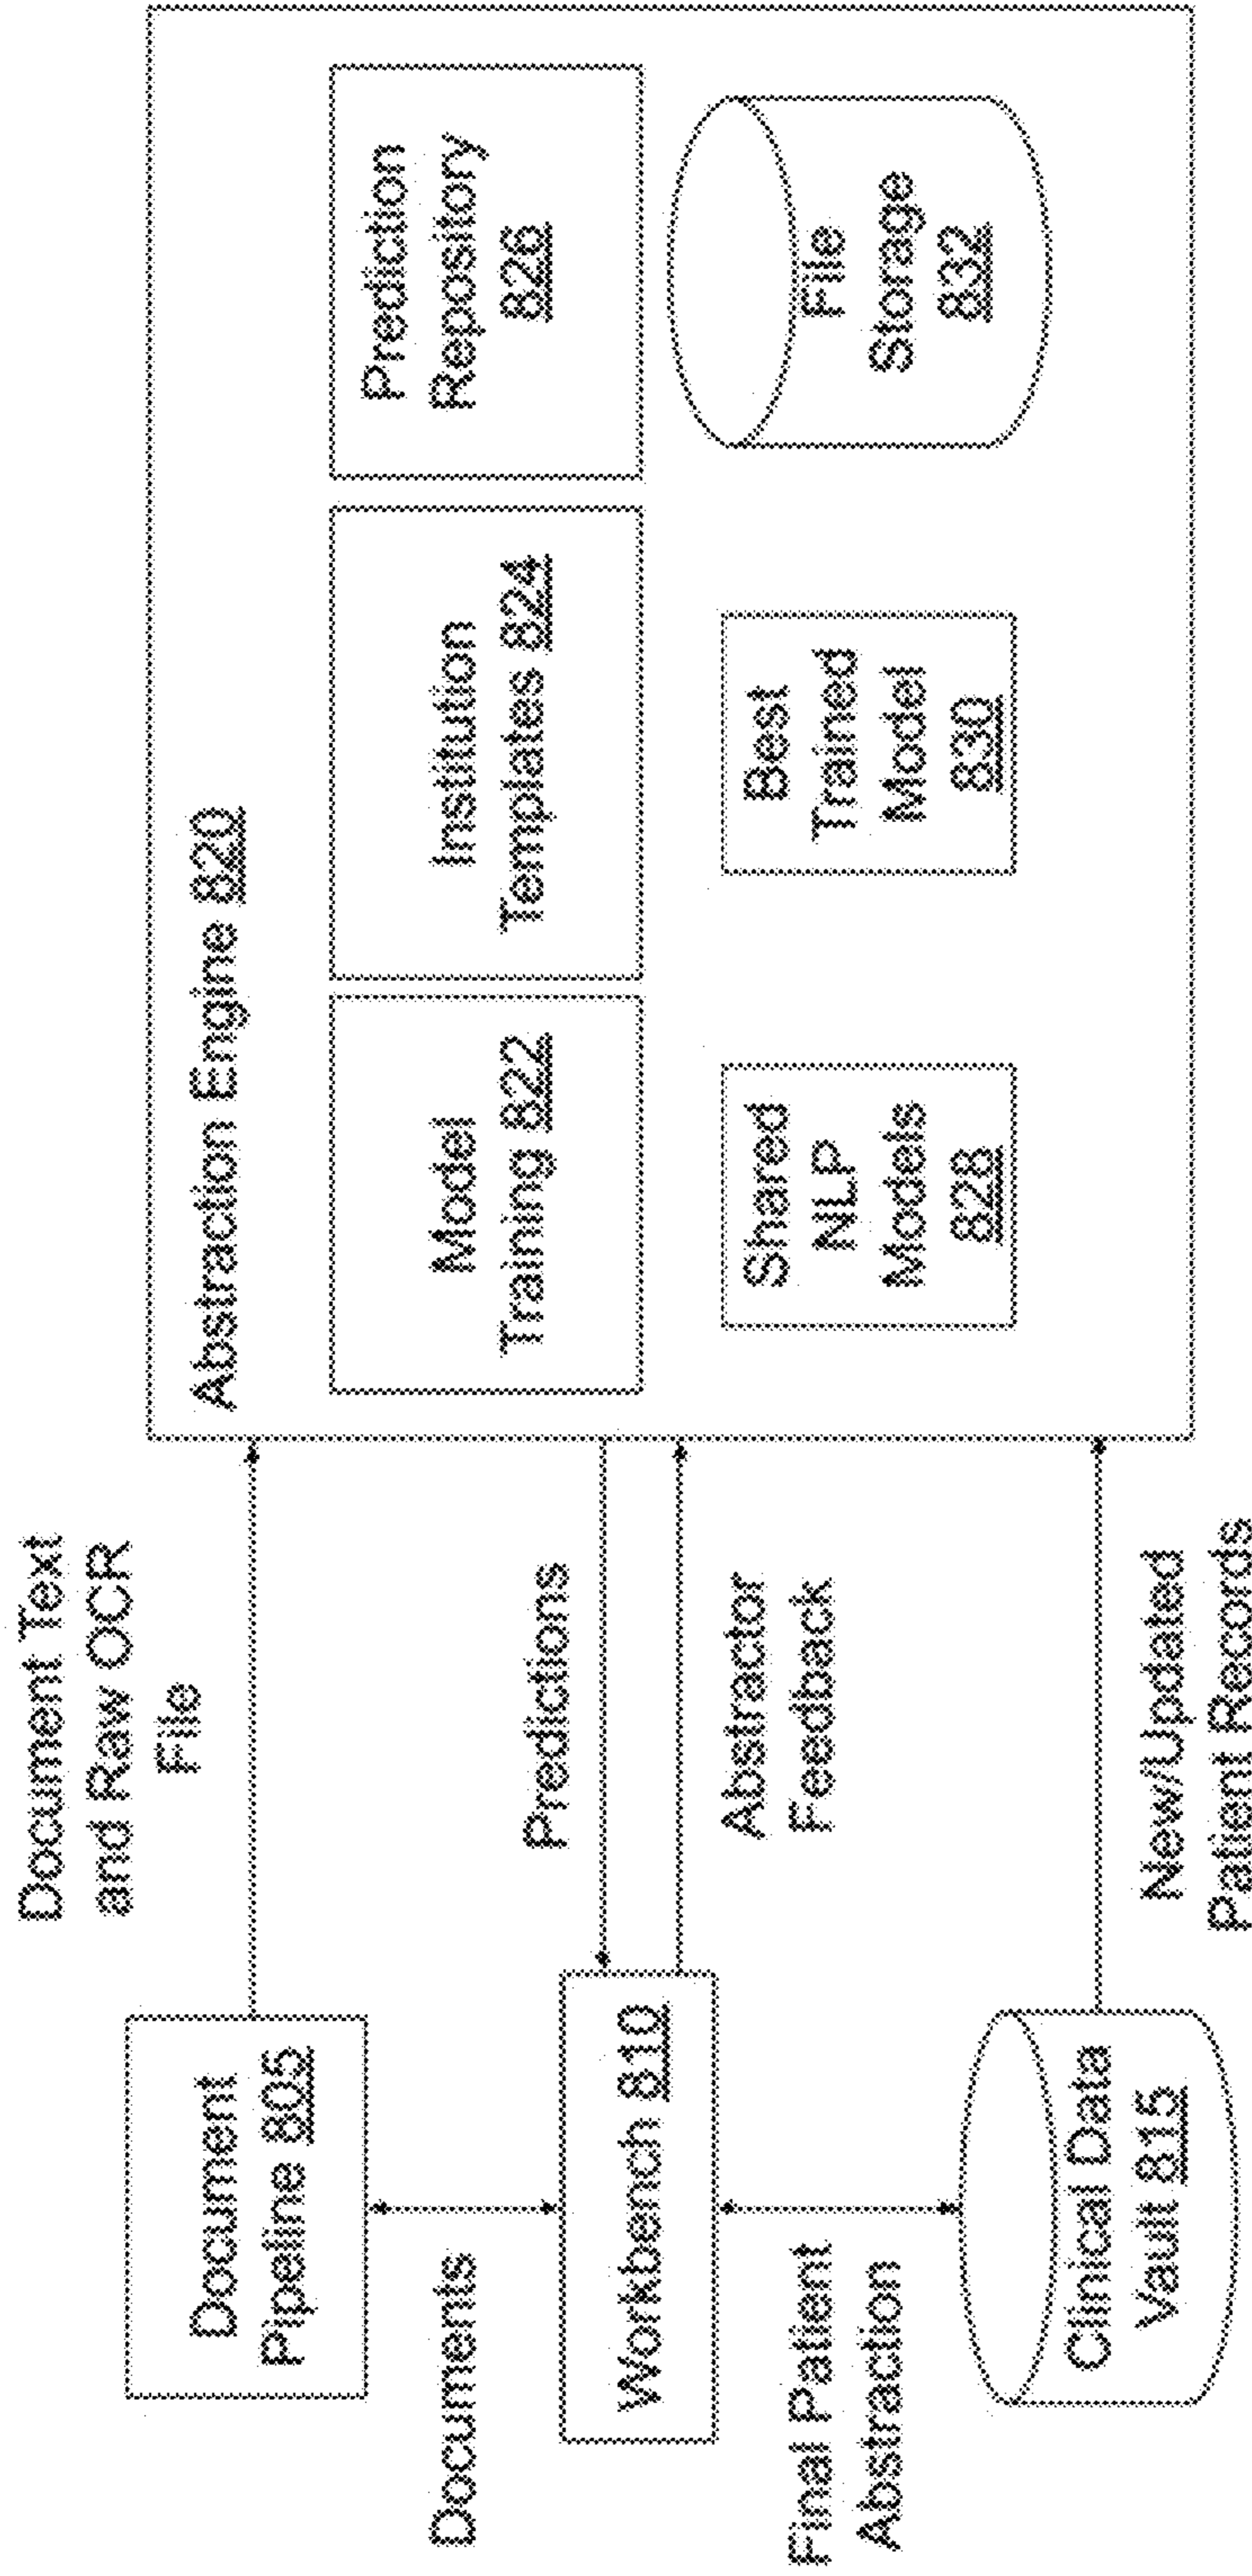 Document Text
and Raw OCR
File
Document
Pipeline 805
Documents
Workbench 810
Predictions
Abstractor
Feedback
Final Patient
Abstraction
Clinical Data
Vault 815
New/Updated
Patient Records
Abstraction Engine 820
Model
Training 822
Institution
Templates 824
Prediction
Repository
826
Shared
NLP
Models
828
Best
Trained
Model
830
File
Storage
832